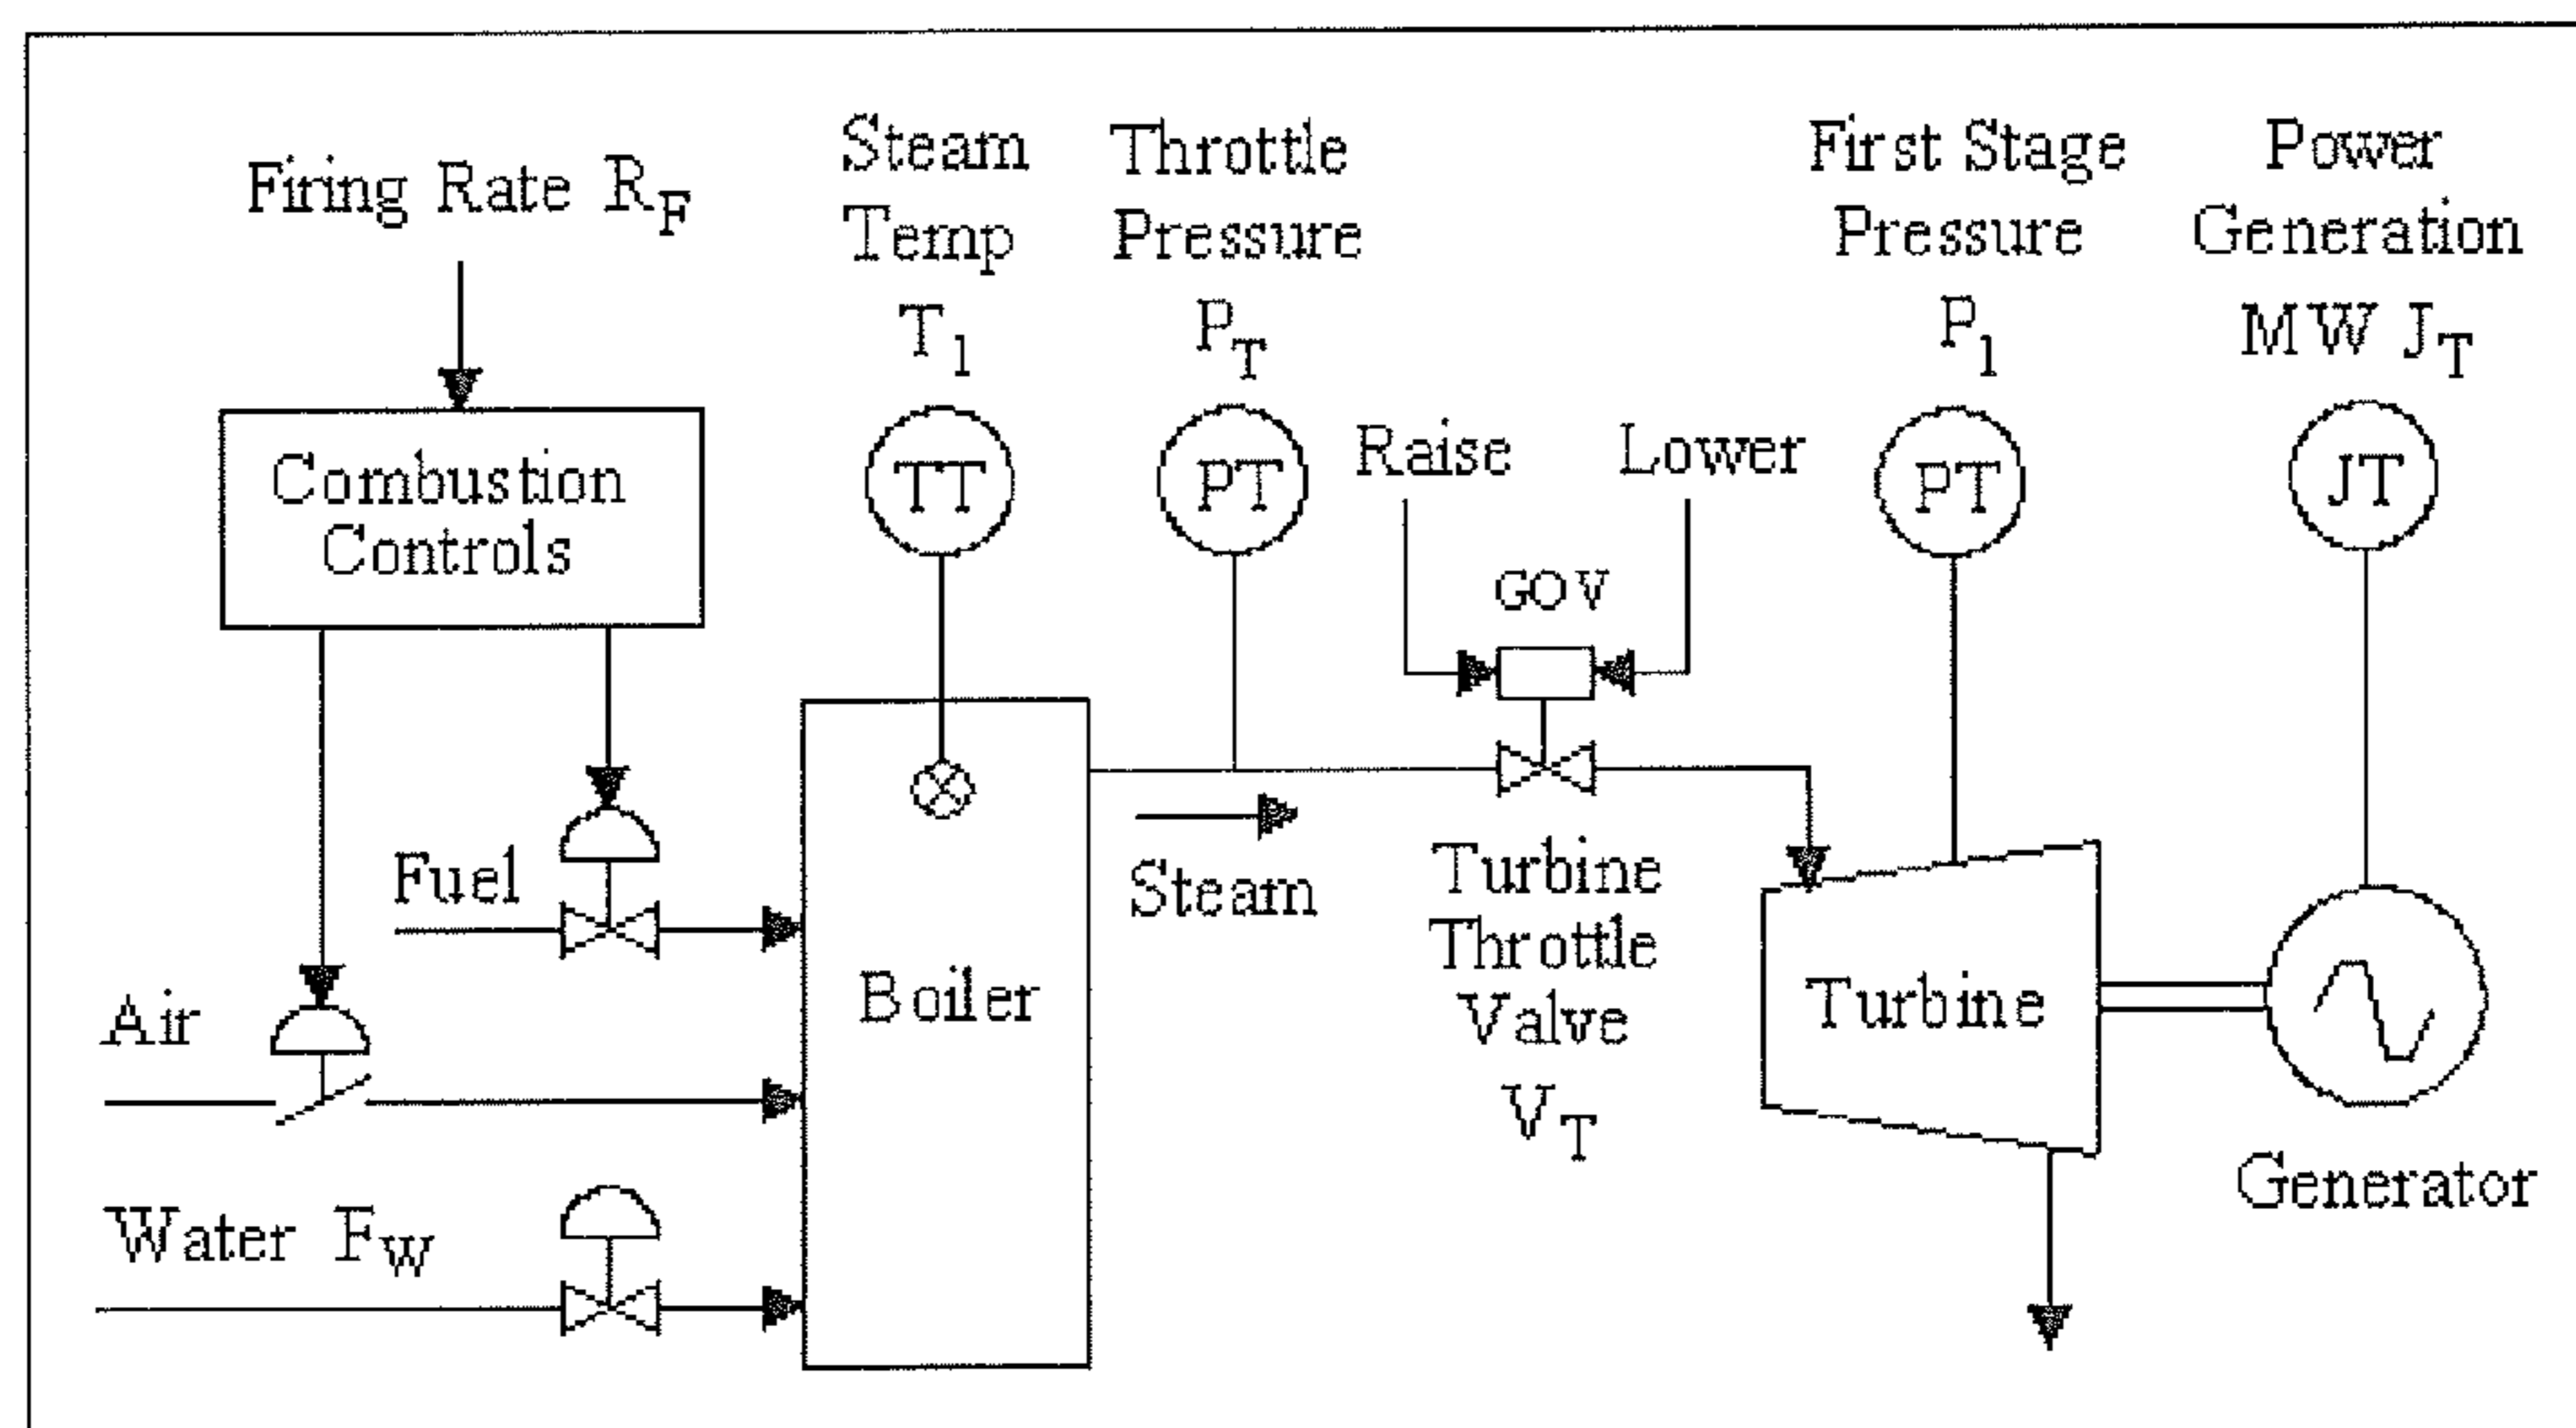 Firing Rate R_F
Steam
Temp
T_1
Throttle
Pressure
P_T
First Stage
Pressure
P_1
Power
Generation
MW J_T
Combustion
Controls
TT
PT
Raise
Lower
GOV
PT
JT
Fuel
Air
Water F_W
Boiler
Steam
Turbine
Throttle
Valve
V_T
Turbine
Generator